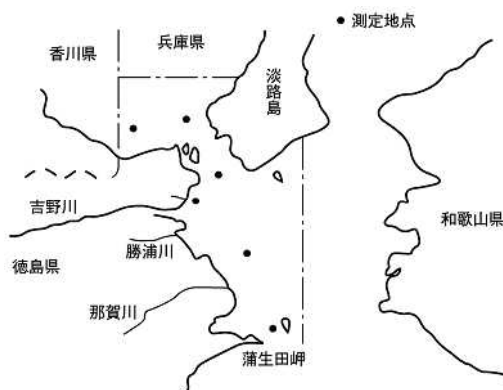 ● 測定地点
兵庫県
香川県
淡路島
吉野川
和歌山県
勝浦川
徳島県
那賀川
蒲生田岬